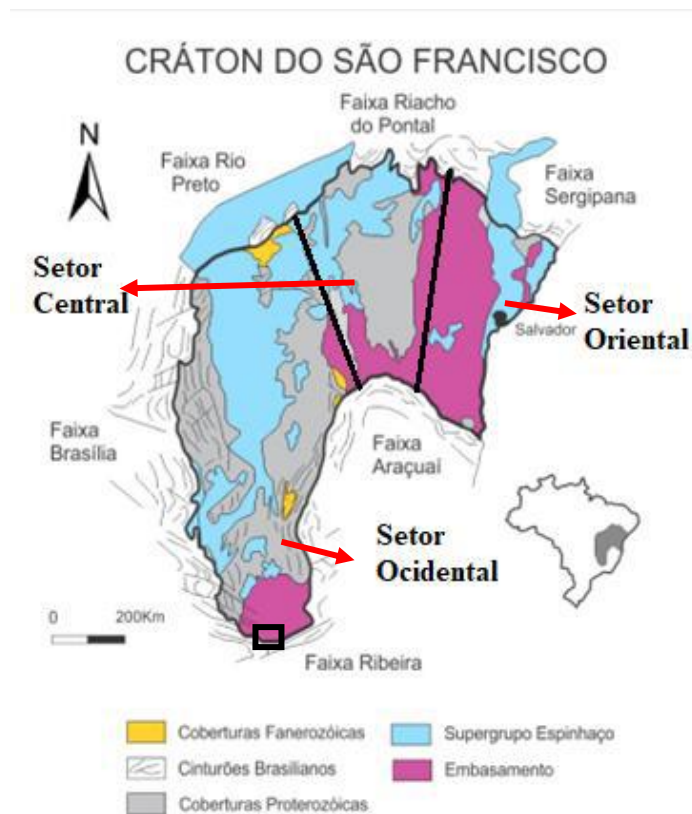 CRÁTON DO SÃO FRANCISCO
Faixa Riacho
do Pontal
N
Faixa Rio
Preto
Faixa
Sergipana
Setor
Central
Setor
Oriental
Salvador
Faixa
Brasília
Faixa
Araçuaí
Setor
Ocidental
0 200Km
Faixa Ribeira
Coberturas Fanerozóicas
Supergrupo Espinhaço
Cinturões Brasilianos
Embasamento
Coberturas Proterozóicas